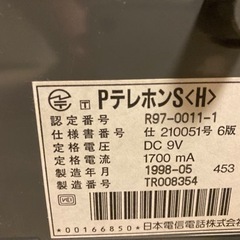 PテレホンS<H>
認定番号 R97-0011-1
仕様書番号 仕 210051号 6版
定格電圧 DC 9V
定格電流 1700 mA
製造年月 1998-05 453
製造番号 TR008354
*00166850*
日本電信電話株式会